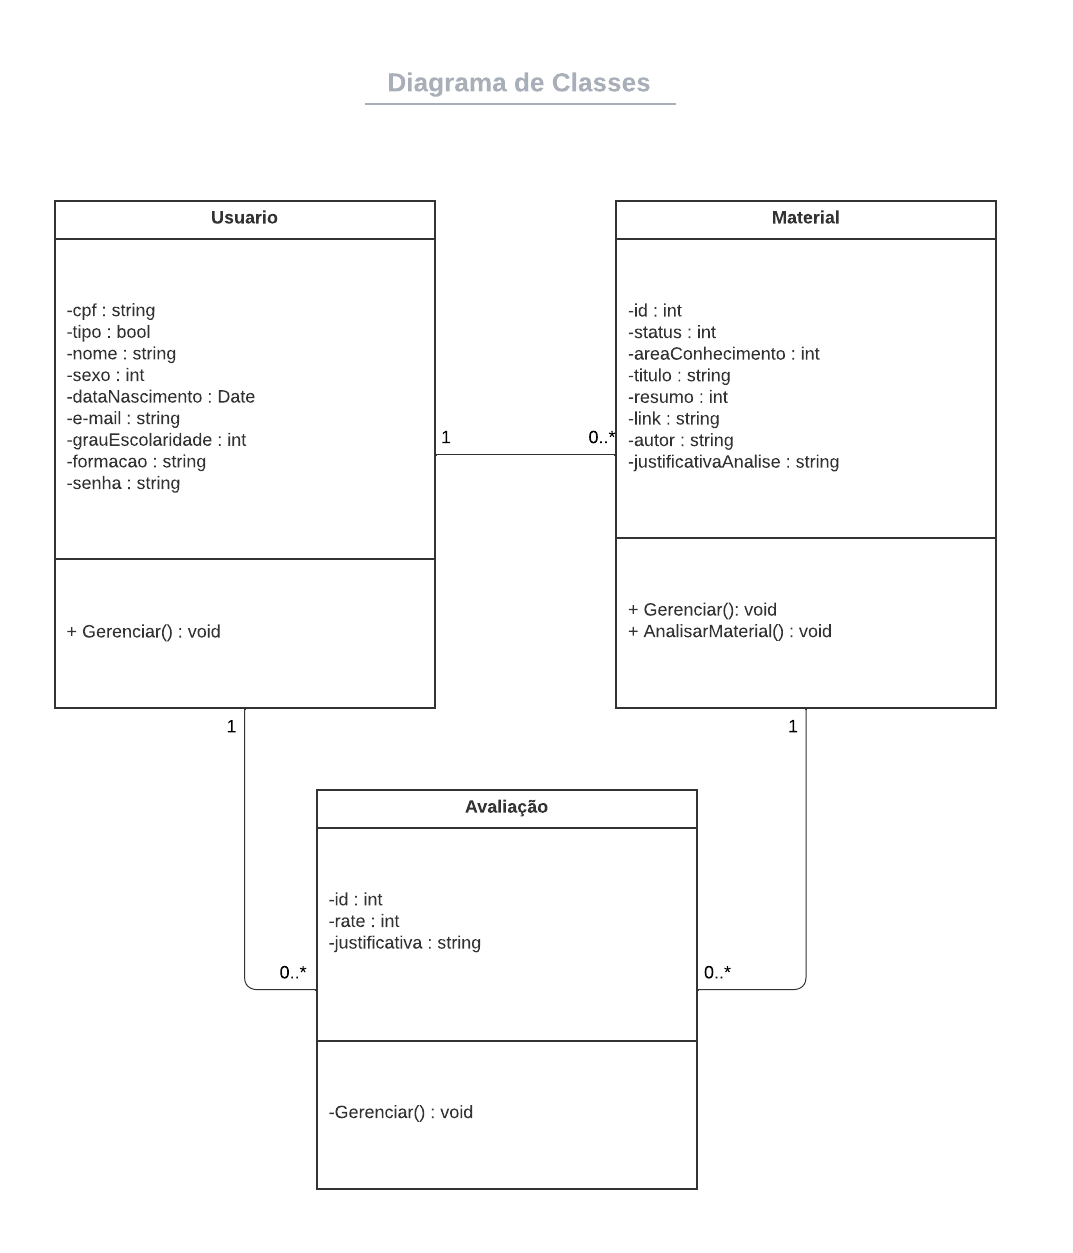 Diagrama de Classes
Usuario
-cpf : string
-tipo : bool
-nome : string
-sexo : int
-dataNascimento : Date
-e-mail : string
-grauEscolaridade : int
-formacao : string
-senha : string
+ Gerenciar() : void
1
0..*
Material
-id : int
-status : int
-areaConhecimento : int
-titulo : string
-resumo : int
-link : string
-autor : string
-justificativaAnalise : string
+ Gerenciar(): void
+ AnalisarMaterial() : void
1
1
Avaliação
-id : int
-rate : int
-justificativa : string
0..*
0..*
-Gerenciar() : void